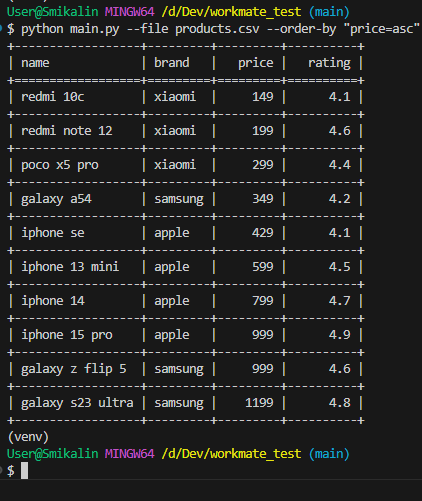 User@Smikalin MINGW64 /d/Dev/workmate_test (main)
$ python main.py --file products.csv --order-by "price=asc"
+------------------+---------+---------+----------+
| name             | brand   |   price |   rating |
+==================+=========+=========+==========+
| redmi 10c        | xiaomi  |     149 |      4.1 |
+------------------+---------+---------+----------+
| redmi note 12    | xiaomi  |     199 |      4.6 |
+------------------+---------+---------+----------+
| poco x5 pro      | xiaomi  |     299 |      4.4 |
+------------------+---------+---------+----------+
| galaxy a54       | samsung |     349 |      4.2 |
+------------------+---------+---------+----------+
| iphone se        | apple   |     429 |      4.1 |
+------------------+---------+---------+----------+
| iphone 13 mini   | apple   |     599 |      4.5 |
+------------------+---------+---------+----------+
| iphone 14        | apple   |     799 |      4.7 |
+------------------+---------+---------+----------+
| iphone 15 pro    | apple   |     999 |      4.9 |
+------------------+---------+---------+----------+
| galaxy z flip 5  | samsung |     999 |      4.6 |
+------------------+---------+---------+----------+
| galaxy s23 ultra | samsung |    1199 |      4.8 |
+------------------+---------+---------+----------+
(venv)
User@Smikalin MINGW64 /d/Dev/workmate_test (main)
$